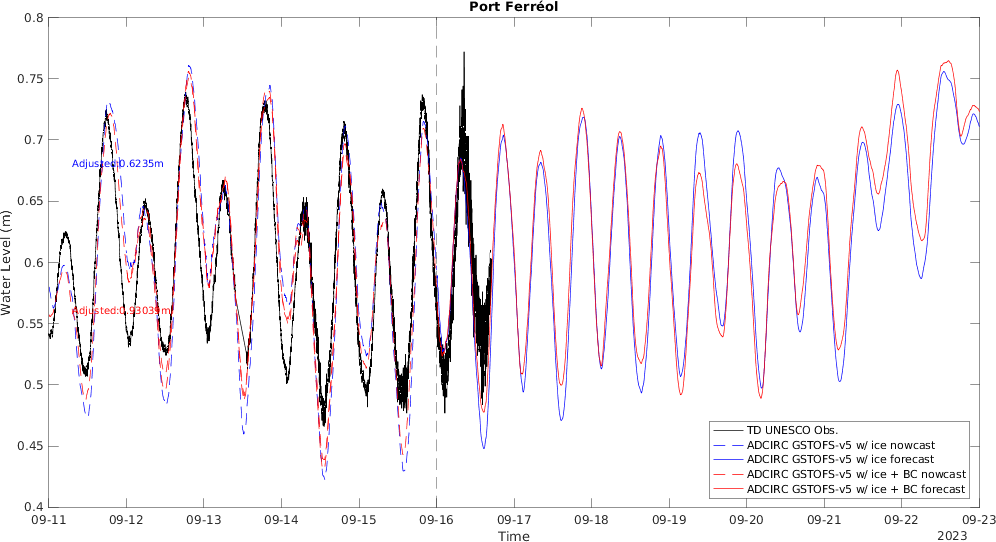 Port Ferréol
0.8
0.75
0.7
0.65
0.6
0.55
0.5
0.45
0.4
Water Level (m)
Adjusted:0.6235m
Adjusted:0.93039m
TD UNESCO Obs.
ADCIRC GSTOFS-v5 w/ ice nowcast
ADCIRC GSTOFS-v5 w/ ice forecast
ADCIRC GSTOFS-v5 w/ ice + BC nowcast
ADCIRC GSTOFS-v5 w/ ice + BC forecast
09-11 09-12 09-13 09-14 09-15 09-16 09-17 09-18 09-19 09-20 09-21 09-22 09-23
Time
2023